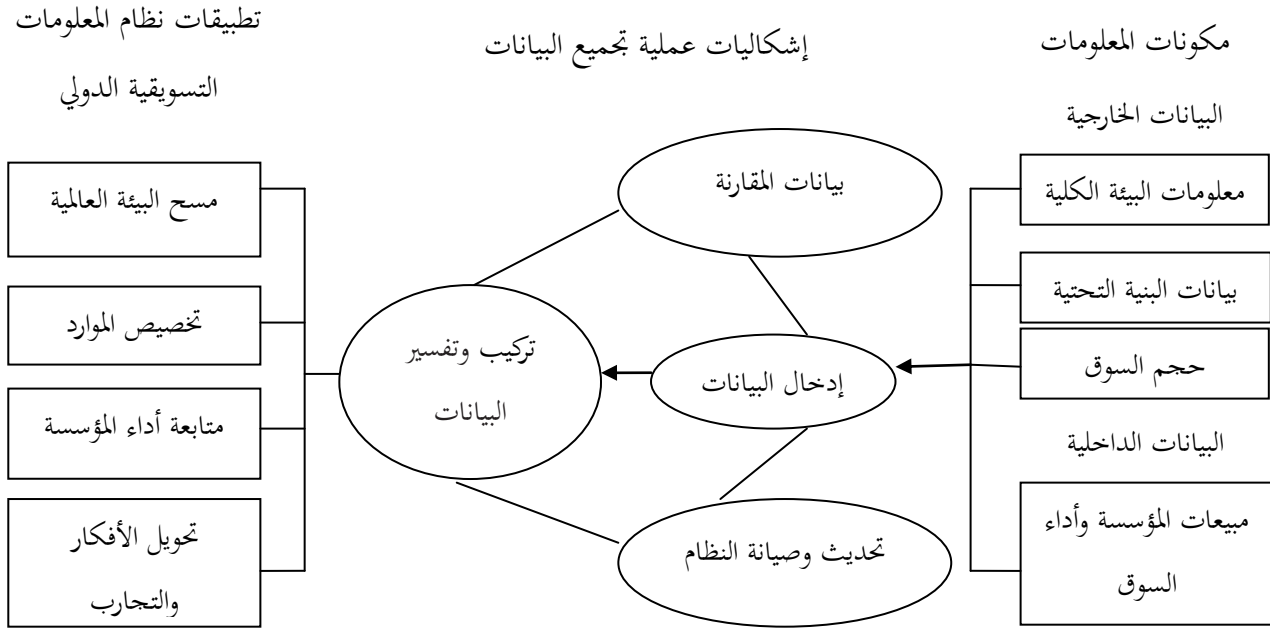 مكونات المعلومات
البيانات الخارجية
معلومات البيئة الكلية
بيانات البنية التحتية
حجم السوق
البيانات الداخلية
مبيعات المؤسسة وأداء
السوق
إشكاليات عملية تجميع البيانات
بيانات المقارنة
إدخال البيانات
تركيب وتفسير
البيانات
تحديث وصيانة النظام
تطبيقات نظام المعلومات
التسويقية الدولي
مسح البيئة العالمية
تخصيص الموارد
متابعة أداء المؤسسة
تحويل الأفكار
والتجارب